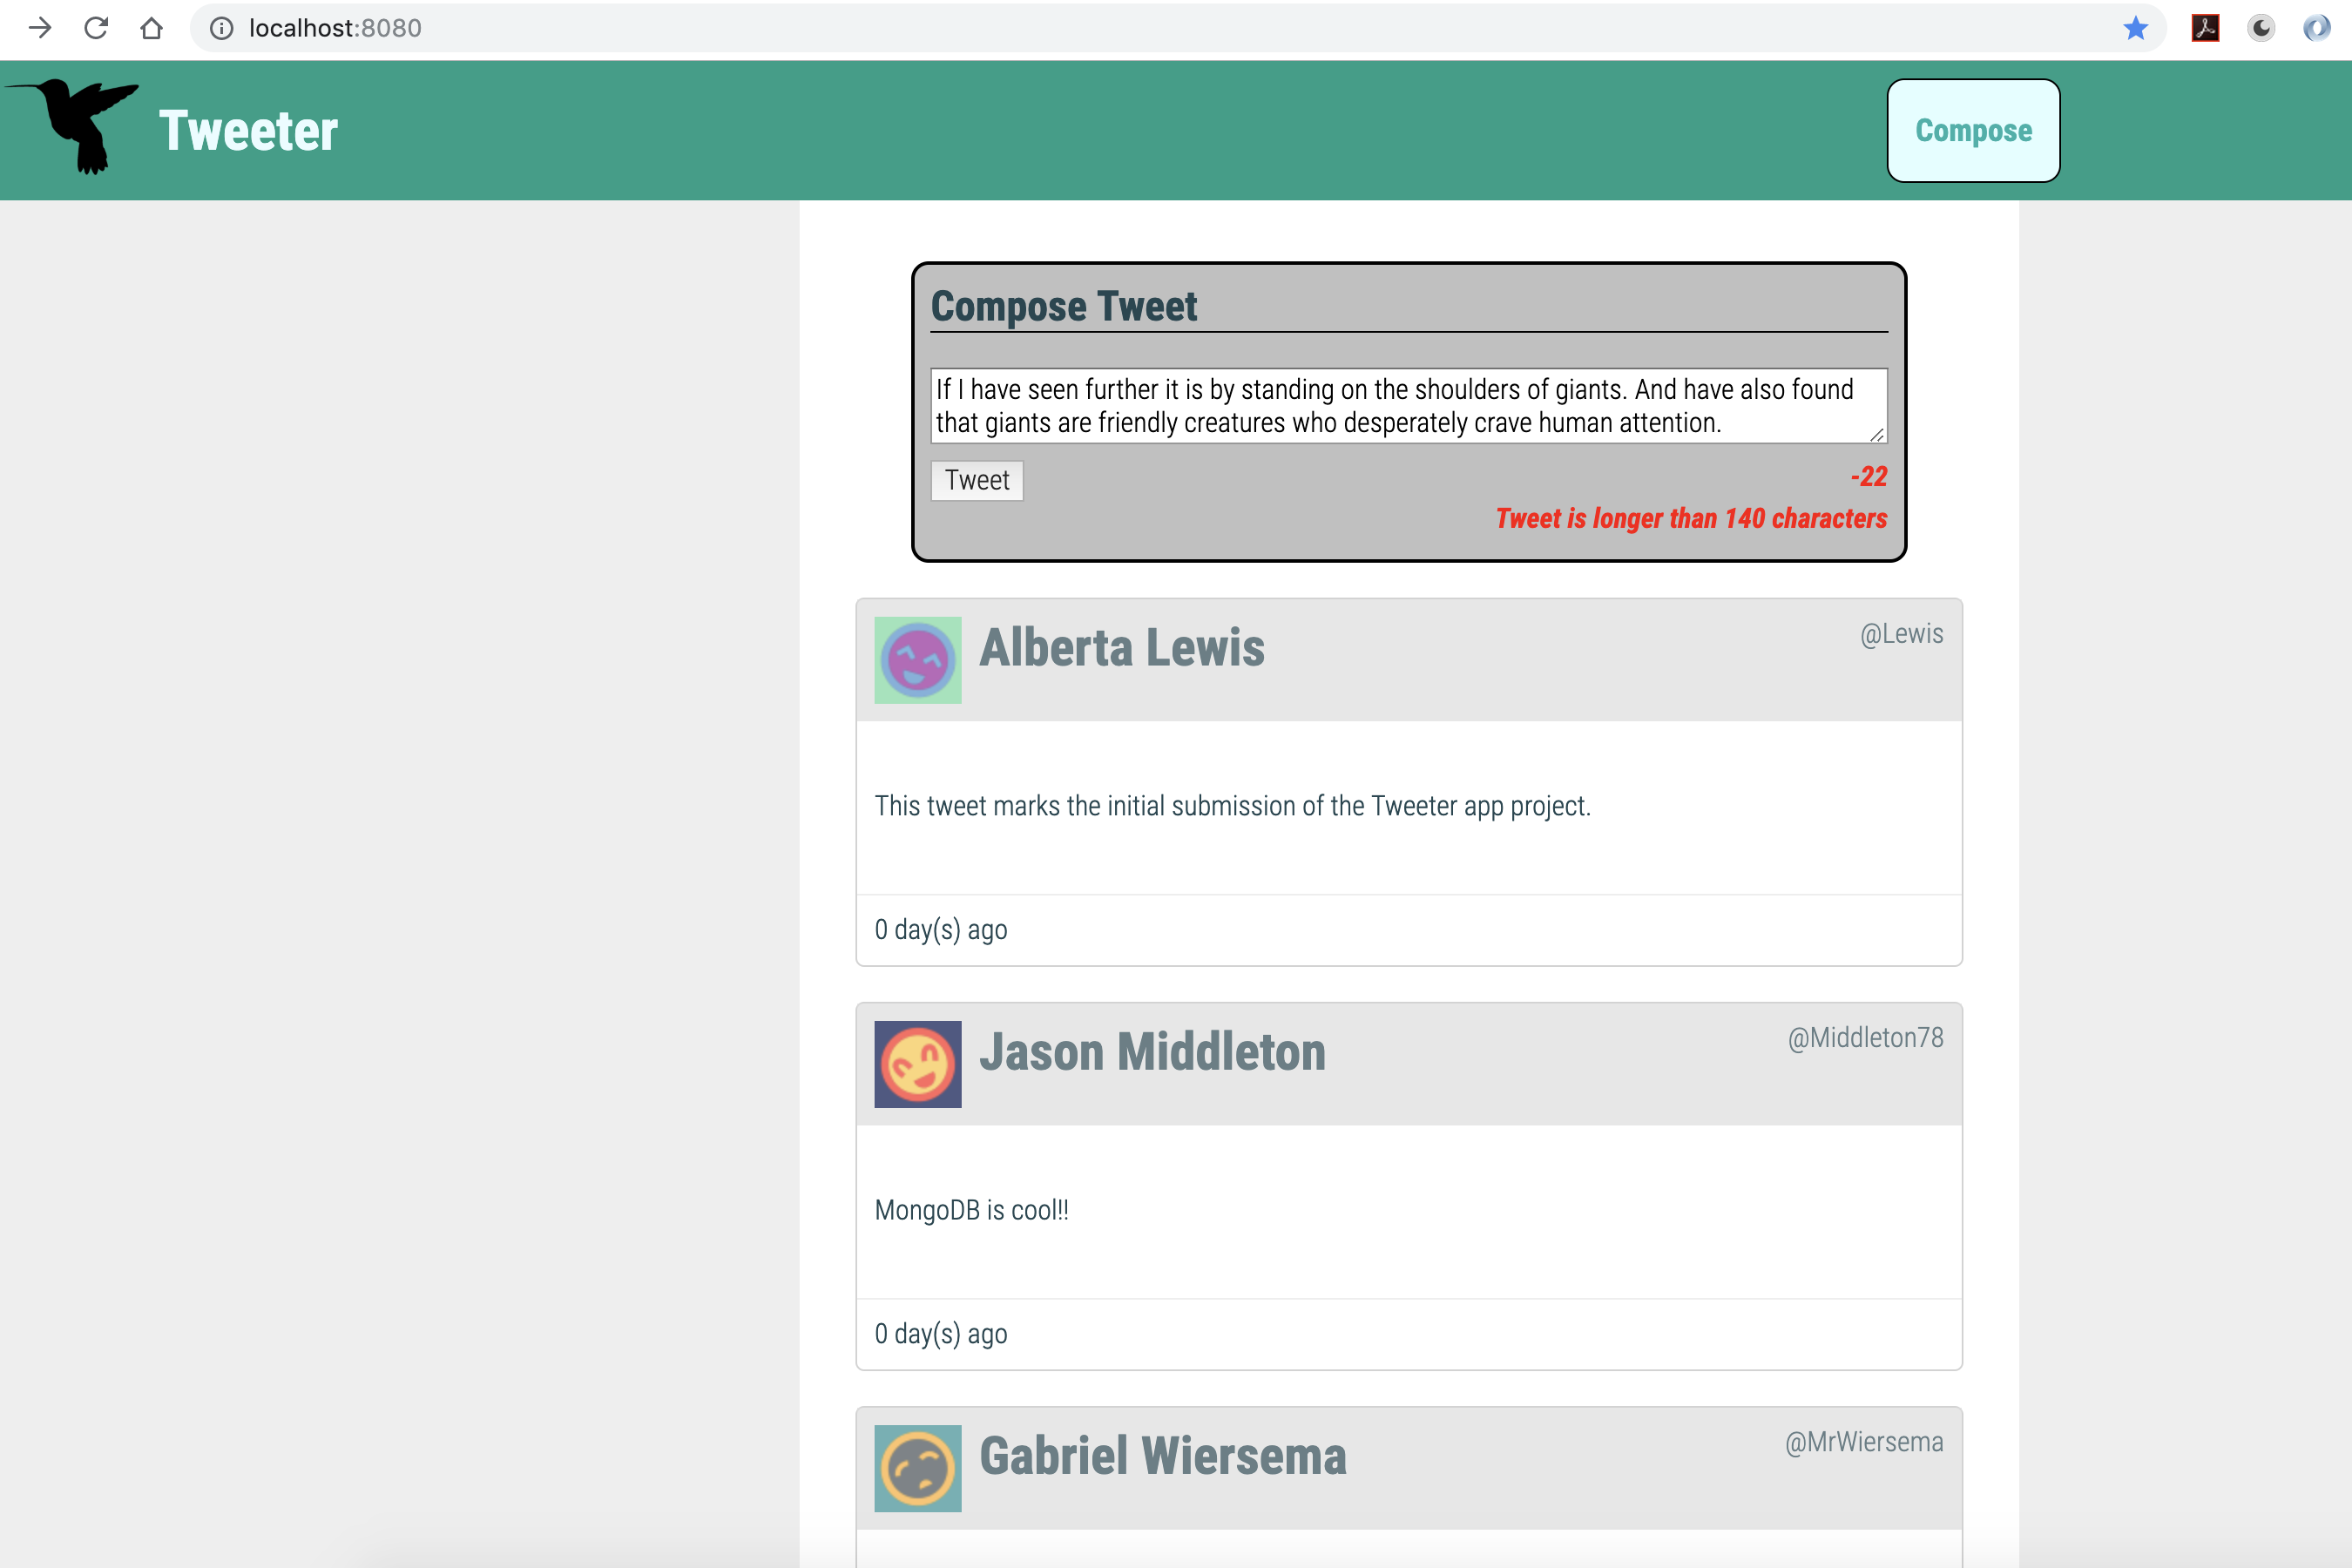 localhost:8080
Tweeter
Compose
Compose Tweet
If I have seen further it is by standing on the shoulders of giants. And have also found
that giants are friendly creatures who desperately crave human attention.
Tweet
-22
Tweet is longer than 140 characters
Alberta Lewis
@Lewis
This tweet marks the initial submission of the Tweeter app project.
0 day(s) ago
Jason Middleton
@Middleton78
MongoDB is cool!!
0 day(s) ago
Gabriel Wiersema
@MrWiersema